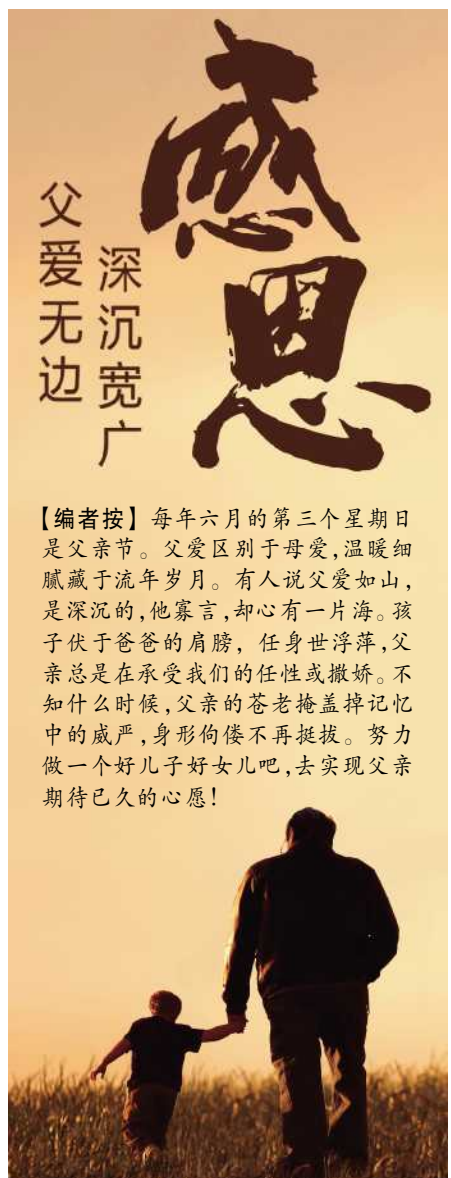 感恩
父爱无边
深沉宽广
【编者按】每年六月的第三个星期日
是父亲节。父爱区别于母爱,温暖细
腻藏于流年岁月。有人说父爱如山,
是深沉的,他寡言,却心有一片海。孩
子伏于爸爸的肩膀,任身世浮萍,父
亲总是在承受我们的任性或撒娇。不
知什么时候,父亲的苍老掩盖掉记忆
中的威严,身形佝偻不再挺拔。努力
做一个好儿子好女儿吧,去实现父亲
期待已久的心愿!